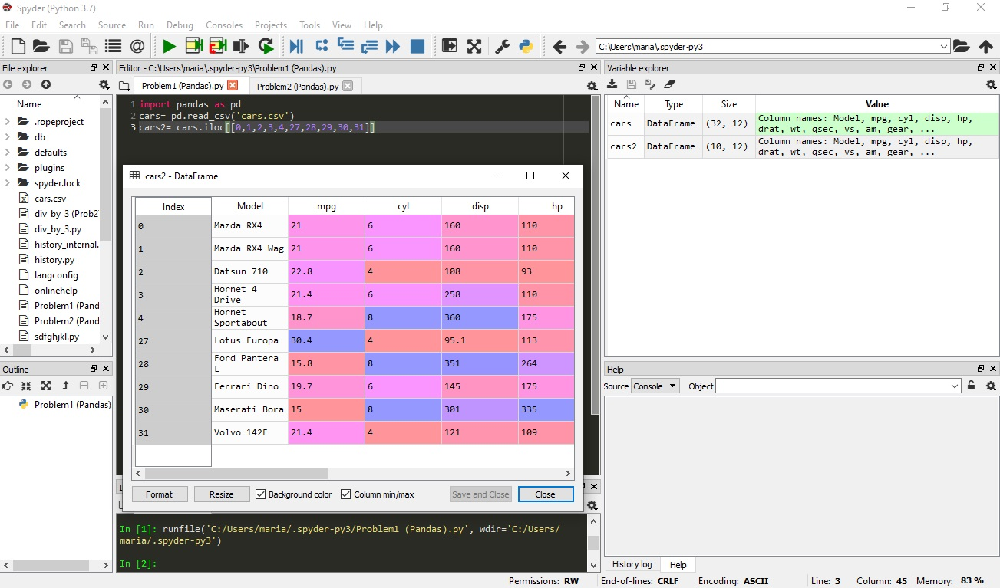 Spyder (Python 3.7)
File Edit Search Source Run Debug Consoles Projects Tools View Help
C:\Users\maria\.spyder-py3
File explorer
Name
.ropeproject
db
defaults
plugins
spyder.lock
cars.csv
div_by_3 (Prob2)
div_by_3.py
history_internal.
history.py
langconfig
onlinehelp
Problem1 (Pand
Problem2 (Pand
sdfghjkl.py
Outline
Problem1 (Pandas)
Editor - C:\Users\maria\.spyder-py3\Problem1 (Pandas).py
Problem1 (Pandas).py Problem2 (Pandas).py
1 import pandas as pd
2 cars= pd.read_csv('cars.csv')
3 cars2= cars.iloc[[0,1,2,3,4,27,28,29,30,31]]
cars2 - DataFrame
Index Model mpg cyl disp hp
0 Mazda RX4 21 6 160 110
1 Mazda RX4 Wag 21 6 160 110
2 Datsun 710 22.8 4 108 93
3 Hornet 4 Drive 21.4 6 258 110
4 Hornet Sportabout 18.7 8 360 175
27 Lotus Europa 30.4 4 95.1 113
28 Ford Pantera L 15.8 8 351 264
29 Ferrari Dino 19.7 6 145 175
30 Maserati Bora 15 8 301 335
31 Volvo 142E 21.4 4 121 109
Format Resize Background color Column min/max Save and Close Close
In [1]: runfile('C:/Users/maria/.spyder-py3/Problem1 (Pandas).py', wdir='C:/Users/
maria/.spyder-py3')
In [2]:
Variable explorer
Name Type Size Value
cars DataFrame (32, 12) Column names: Model, mpg, cyl, disp, hp,
drat, wt, qsec, vs, am, gear, ...
cars2 DataFrame (10, 12) Column names: Model, mpg, cyl, disp, hp,
drat, wt, qsec, vs, am, gear, ...
Help
Source Console Object
History log Help
Permissions: RW End-of-lines: CRLF Encoding: ASCII Line: 3 Column: 45 Memory: 83 %